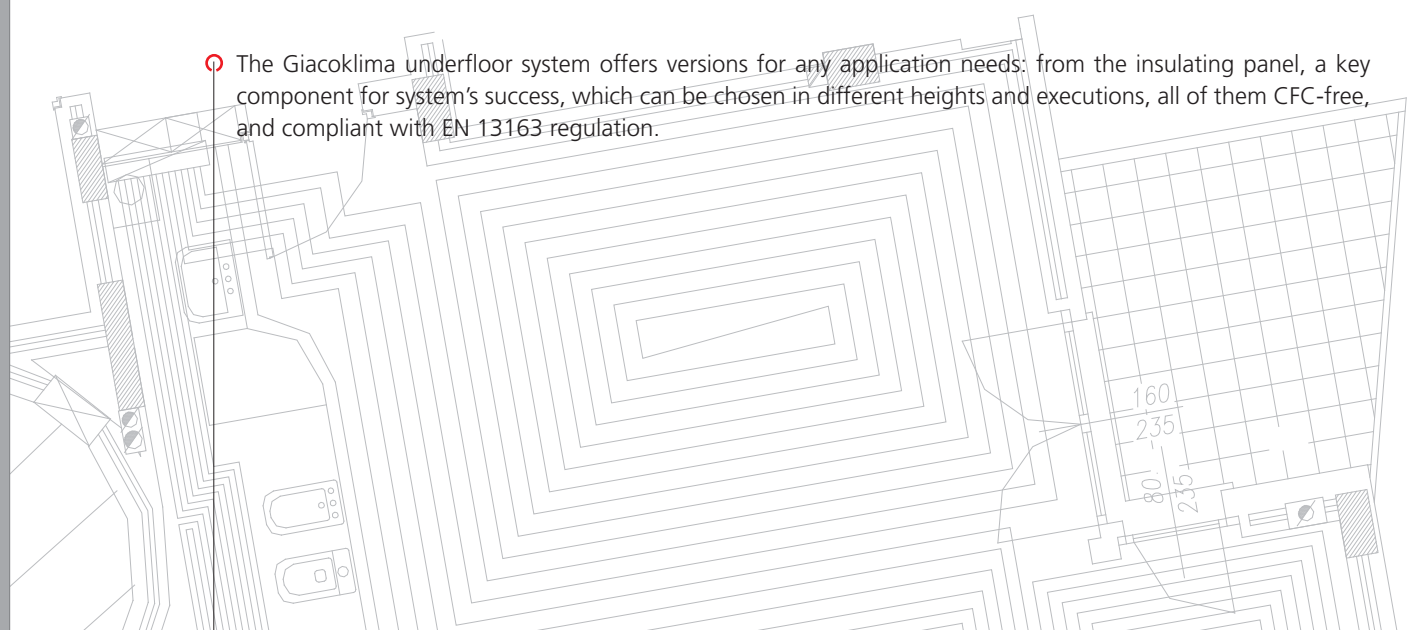 The Giacoklima underfloor system offers versions for any application needs: from the insulating panel, a key
component for system’s success, which can be chosen in different heights and executions, all of them CFC-free,
and compliant with EN 13163 regulation.
160
235
80
235